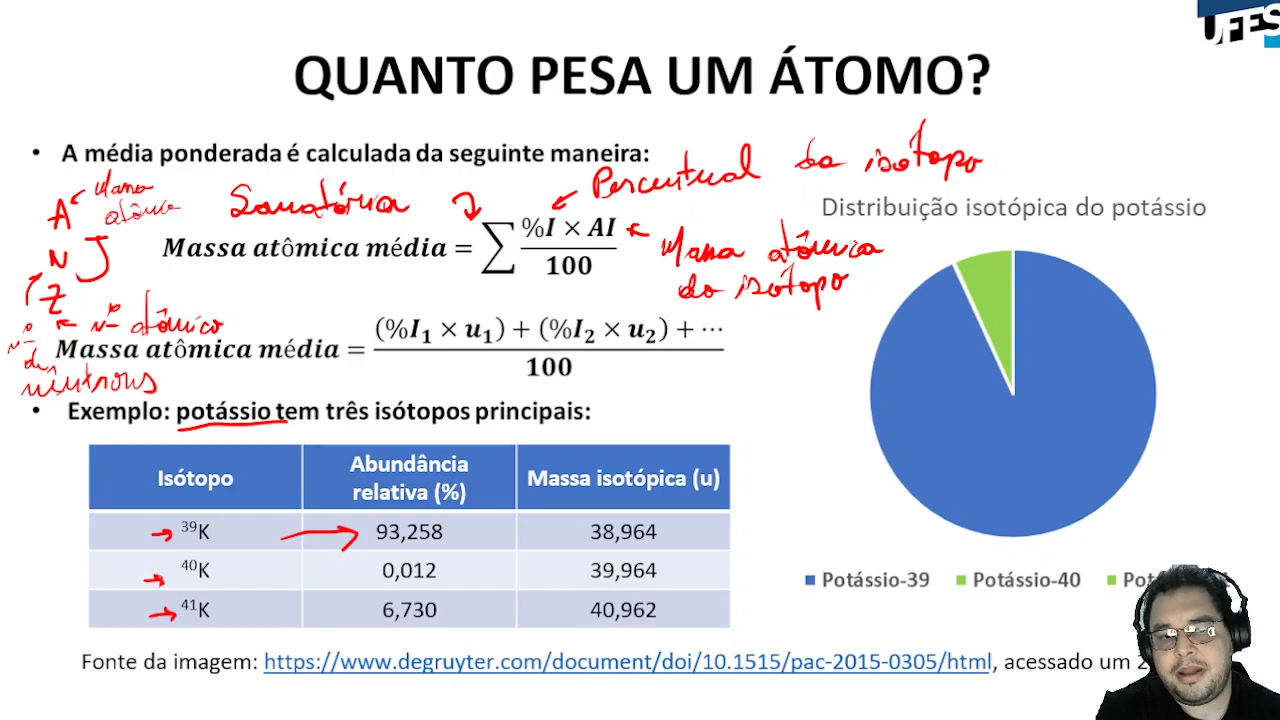 UFES
QUANTO PESA UM ÁTOMO?
• A média ponderada é calculada da seguinte maneira:
Percentual do isótopo
A
Massa
atômica
Somatória
Distribuição isotópica do potássio
Massa atômica média = ∑ %I × AI / 100
Massa atômica
do isótopo
N
Z
nº atômico
nº
de
nêutrons
Massa atômica média = (%I₁ × u₁) + (%I₂ × u₂) + ⋯ / 100
• Exemplo: potássio tem três isótopos principais:
Isótopo Abundância relativa (%) Massa isotópica (u)
³⁹K 93,258 38,964
⁴⁰K 0,012 39,964
⁴¹K 6,730 40,962
Potássio-39 Potássio-40
Fonte da imagem: https://www.degruyter.com/document/doi/10.1515/pac-2015-0305/html, acessado um